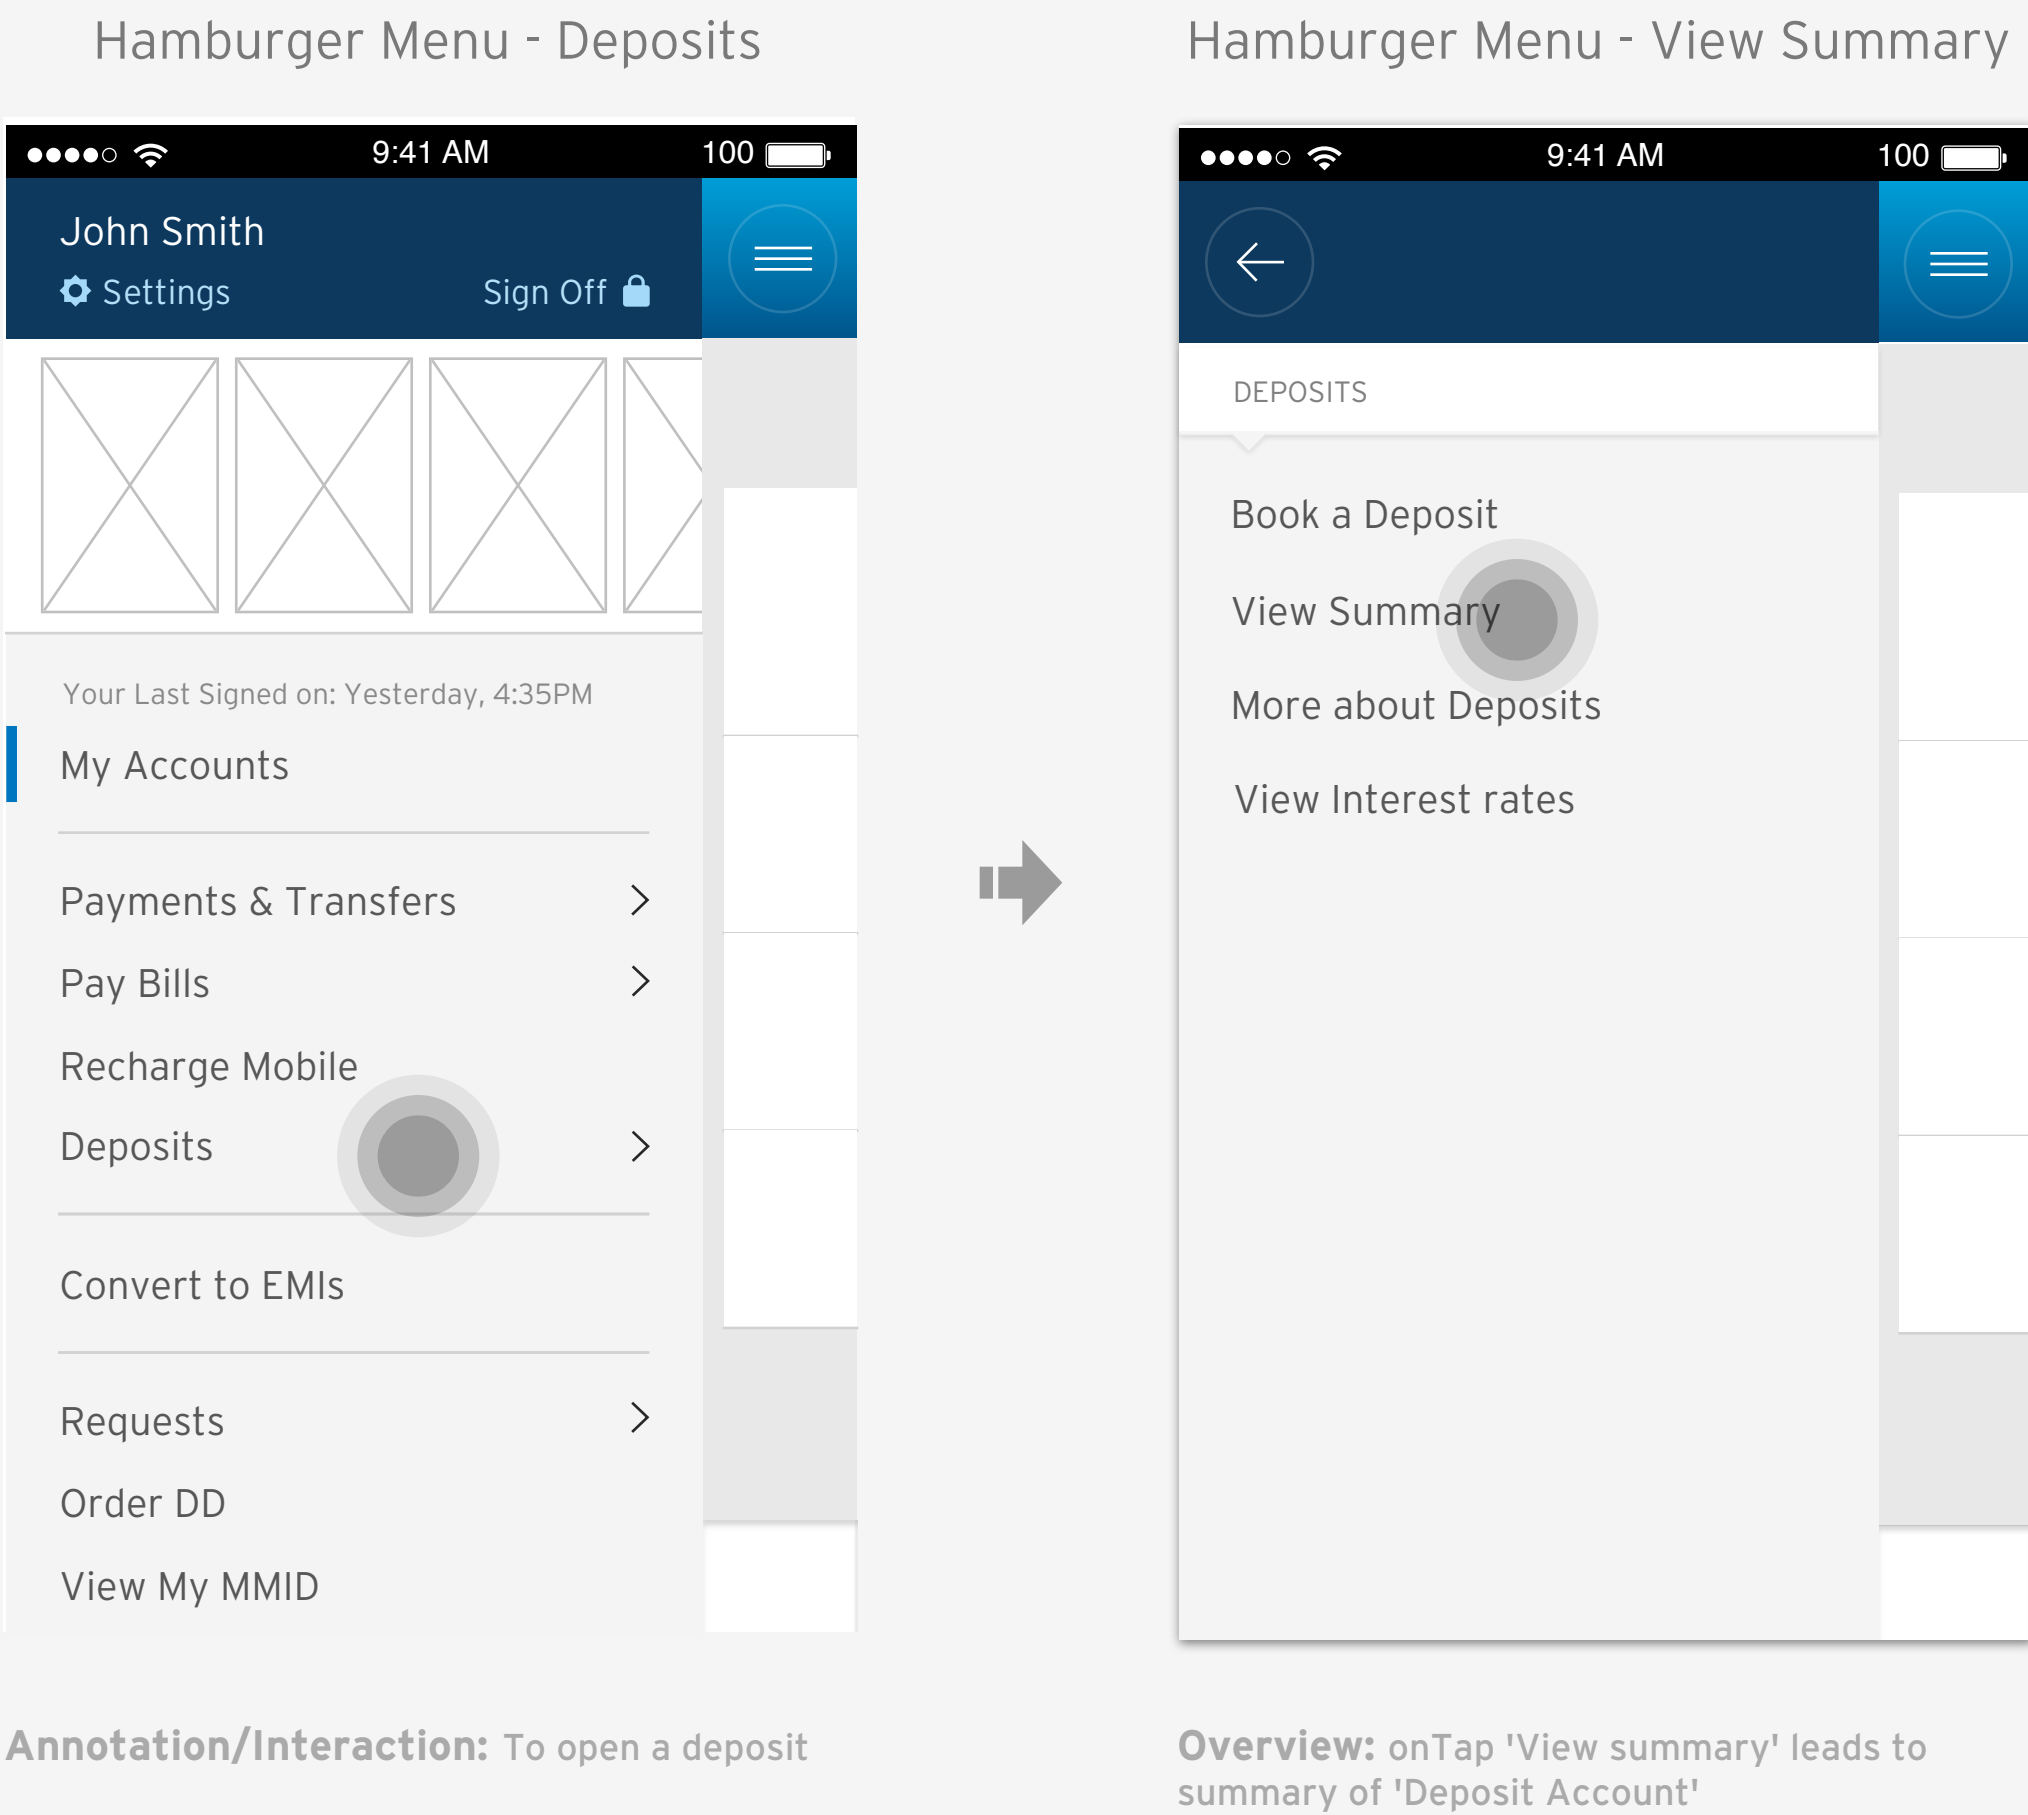 Hamburger Menu - Deposits
9:41 AM
100
John Smith
Settings
Sign Off
Your Last Signed on: Yesterday, 4:35PM
My Accounts
Payments & Transfers
Pay Bills
Recharge Mobile
Deposits
Convert to EMIs
Requests
Order DD
View My MMID
Annotation/Interaction: To open a deposit
Hamburger Menu - View Summary
9:41 AM
100
DEPOSITS
Book a Deposit
View Summary
More about Deposits
View Interest rates
Overview: onTap 'View summary' leads to
summary of 'Deposit Account'